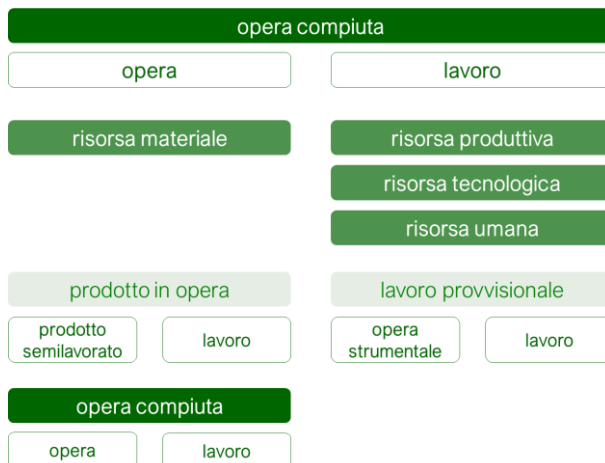 opera compiuta
opera
lavoro
risorsa materiale
risorsa produttiva
risorsa tecnologica
risorsa umana
prodotto in opera
lavoro provvisionale
prodotto
semilavorato
lavoro
opera
strumentale
lavoro
opera compiuta
opera
lavoro